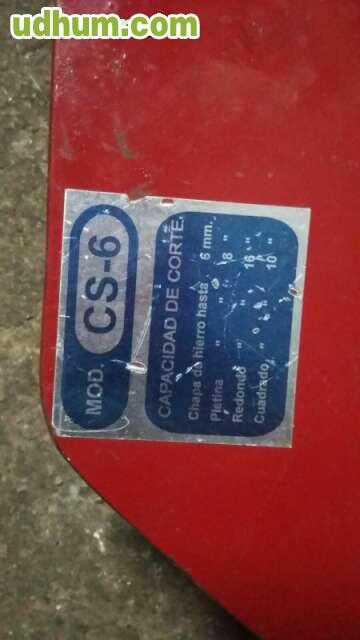 udhum.com
MOD. CS-6
CAPACIDAD DE CORTE
Chapa de hierro hasta 6 mm.
Pletina " " " 8 "
Redondo " " " 16 "
Cuadrado " " " 10 "